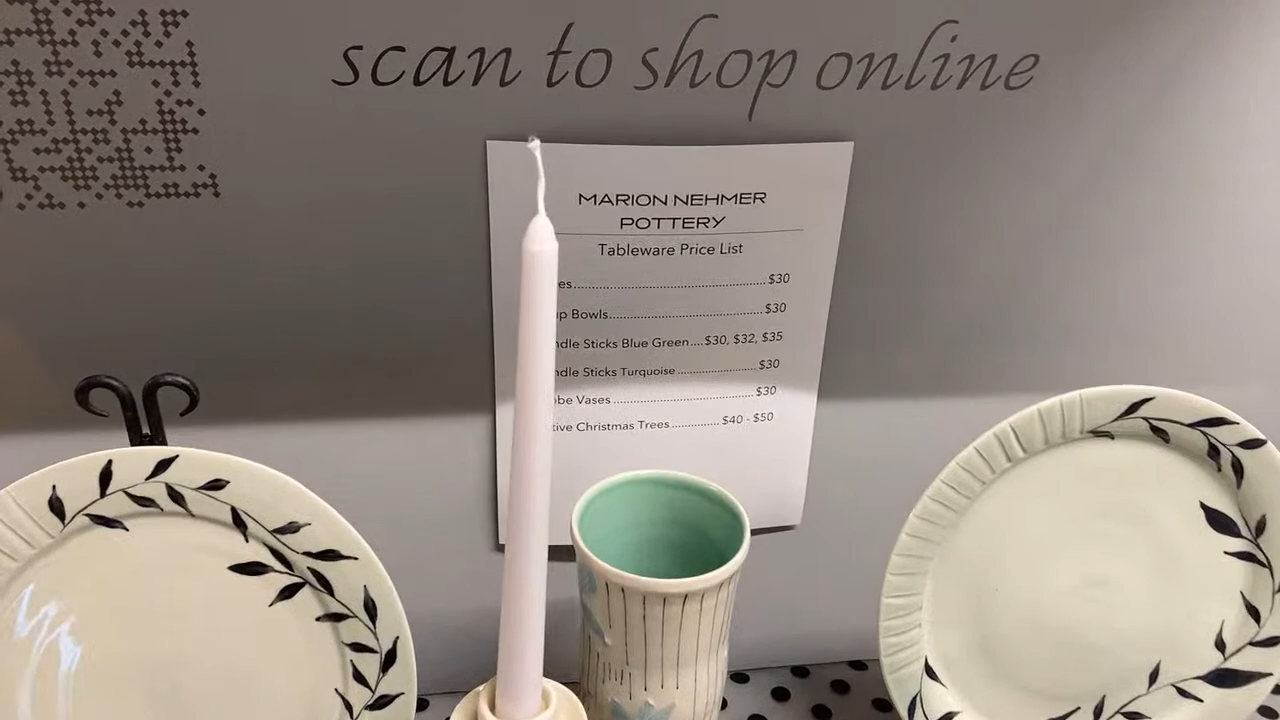 scan to shop online
MARION NEHMER
POTTERY
Tableware Price List
es........................................................$30
p Bowls.............................................$30
ndle Sticks Blue Green....$30, $32, $35
ndle Sticks Turquoise ........................ $30
be Vases ............................................ $30
tive Christmas Trees .............. $40 - $50